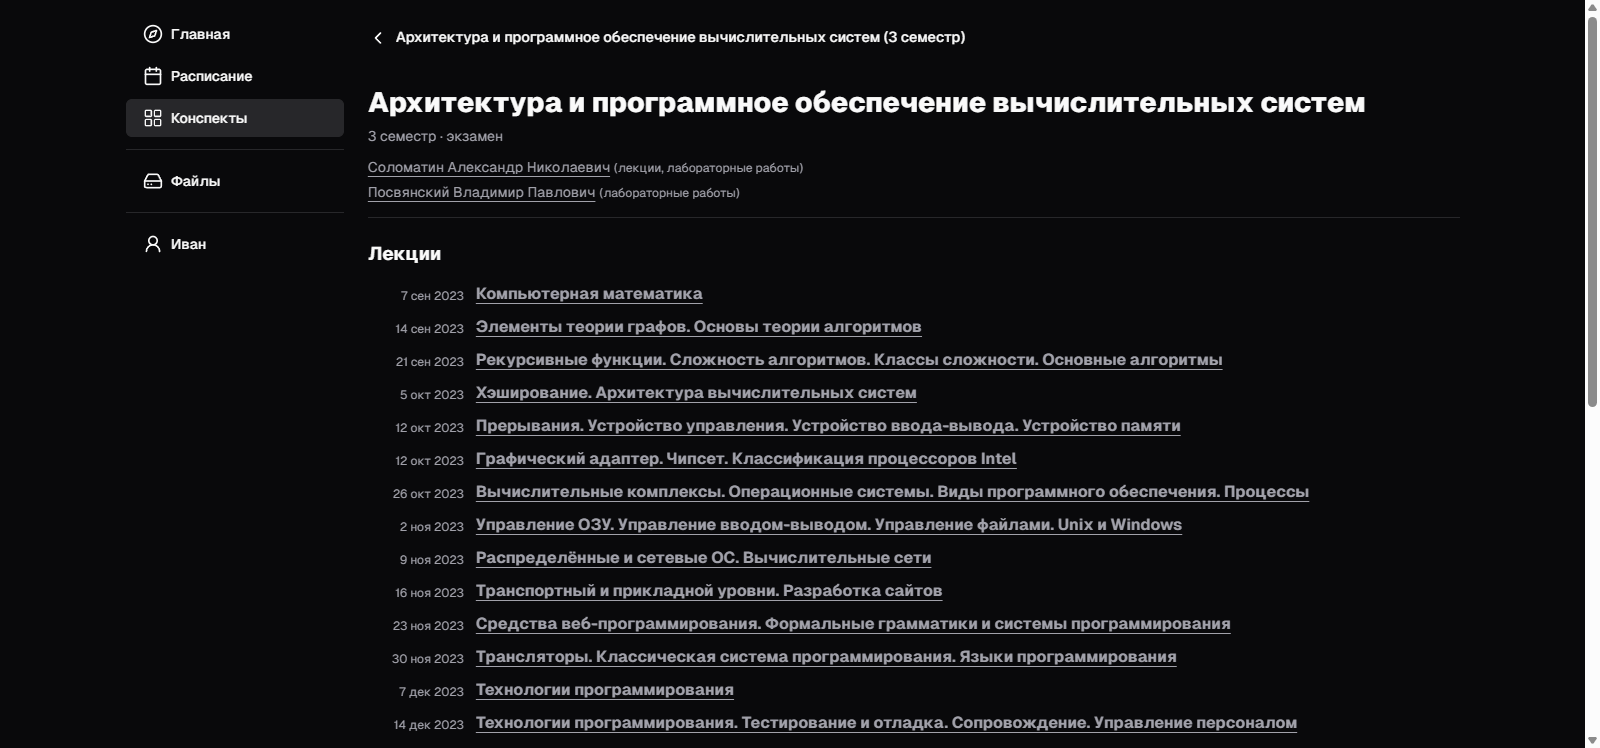 Главная
Расписание
Конспекты
Файлы
Иван
Архитектура и программное обеспечение вычислительных систем (3 семестр)
Архитектура и программное обеспечение вычислительных систем
3 семестр · экзамен
Соломатин Александр Николаевич (лекции, лабораторные работы)
Посвянский Владимир Павлович (лабораторные работы)
Лекции
7 сен 2023 Компьютерная математика
14 сен 2023 Элементы теории графов. Основы теории алгоритмов
21 сен 2023 Рекурсивные функции. Сложность алгоритмов. Классы сложности. Основные алгоритмы
5 окт 2023 Хэширование. Архитектура вычислительных систем
12 окт 2023 Прерывания. Устройство управления. Устройство ввода-вывода. Устройство памяти
12 окт 2023 Графический адаптер. Чипсет. Классификация процессоров Intel
26 окт 2023 Вычислительные комплексы. Операционные системы. Виды программного обеспечения. Процессы
2 ноя 2023 Управление ОЗУ. Управление вводом-выводом. Управление файлами. Unix и Windows
9 ноя 2023 Распределённые и сетевые ОС. Вычислительные сети
16 ноя 2023 Транспортный и прикладной уровни. Разработка сайтов
23 ноя 2023 Средства веб-программирования. Формальные грамматики и системы программирования
30 ноя 2023 Трансляторы. Классическая система программирования. Языки программирования
7 дек 2023 Технологии программирования
14 дек 2023 Технологии программирования. Тестирование и отладка. Сопровождение. Управление персоналом